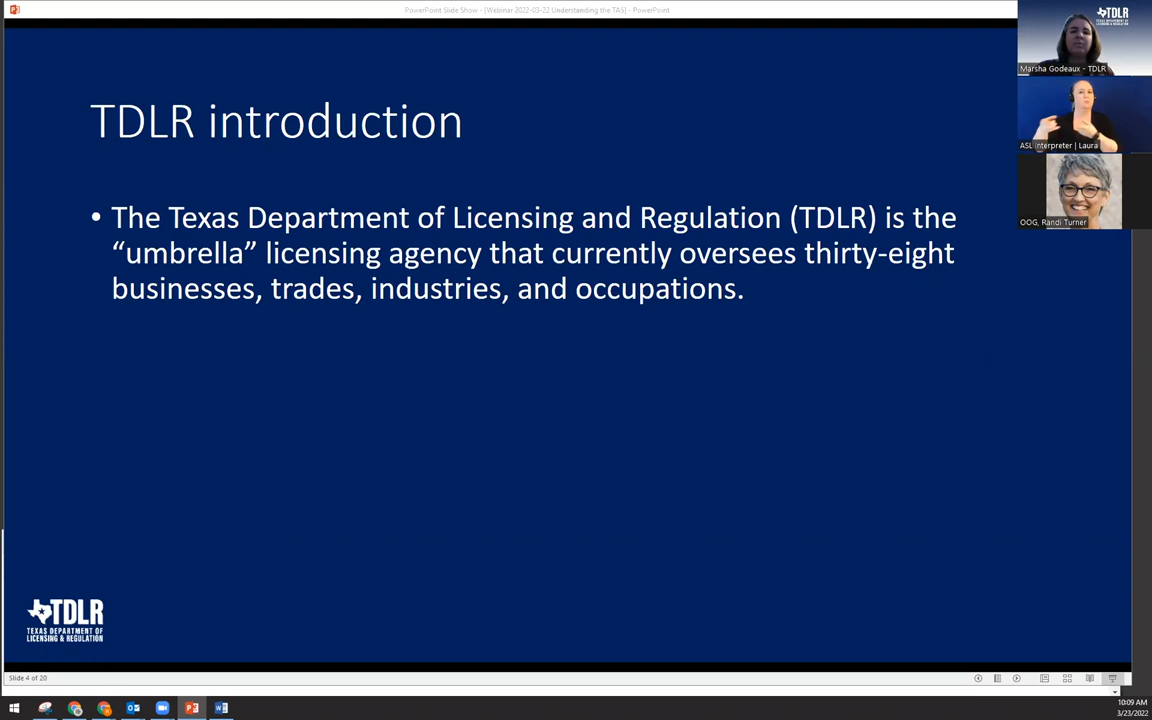 PowerPoint Slide Show - [Webinar 2022-03-22 Understanding the TAS] - PowerPoint
TDLR
TEXAS DEPARTMENT OF
LICENSING & REGULATION
Marsha Godeaux - TDLR
ASL Interpreter | Laura
OOG, Randi Turner
TDLR introduction
• The Texas Department of Licensing and Regulation (TDLR) is the
“umbrella” licensing agency that currently oversees thirty-eight
businesses, trades, industries, and occupations.
TDLR
TEXAS DEPARTMENT OF
LICENSING & REGULATION
Slide 4 of 20
10:09 AM
3/23/2022